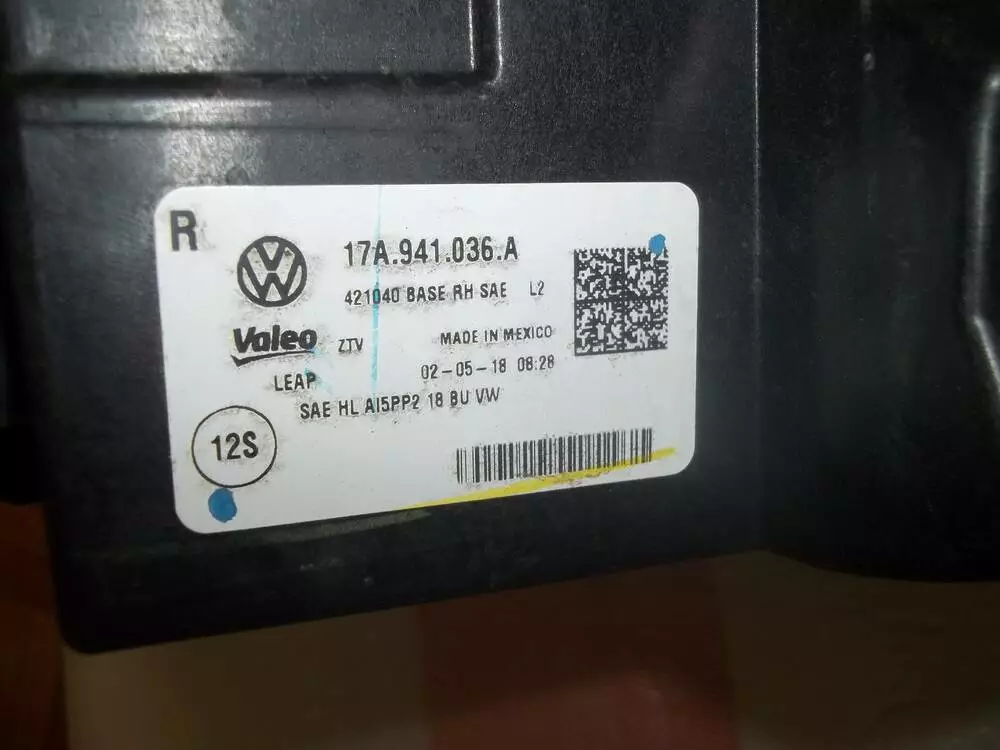 R
17A.941.036.A
421040 BASE RH SAE L2
Valeo ZTV MADE IN MEXICO
LEAP 02-05-18 08:28
SAE HL AI5PP2 18 BU VW
12S